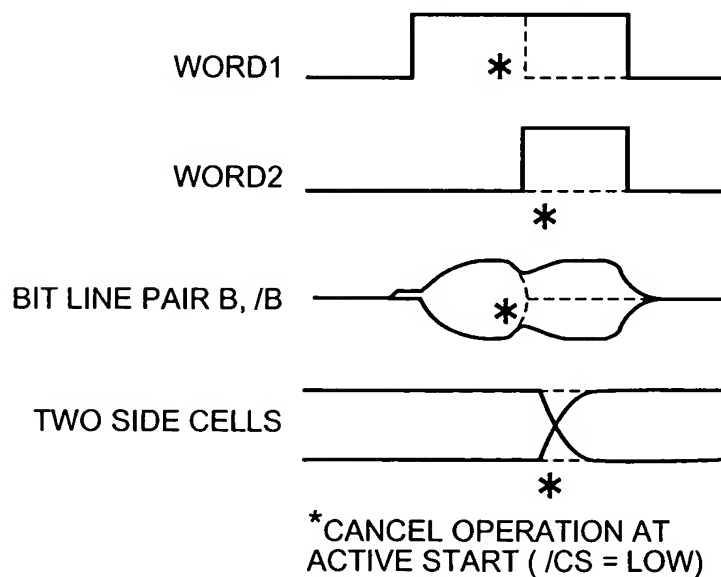 WORD1
*
WORD2
*
BIT LINE PAIR B, /B
*
TWO SIDE CELLS
*
*CANCEL OPERATION AT
ACTIVE START ( /CS = LOW)